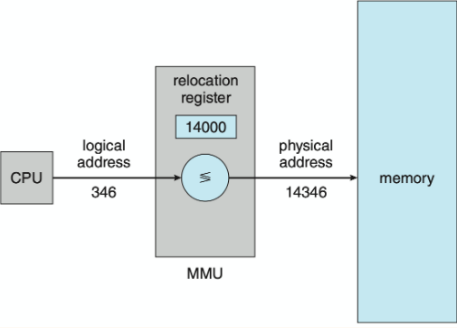 relocation
register
14000
logical
address
physical
address
CPU
≶
memory
346
14346
MMU